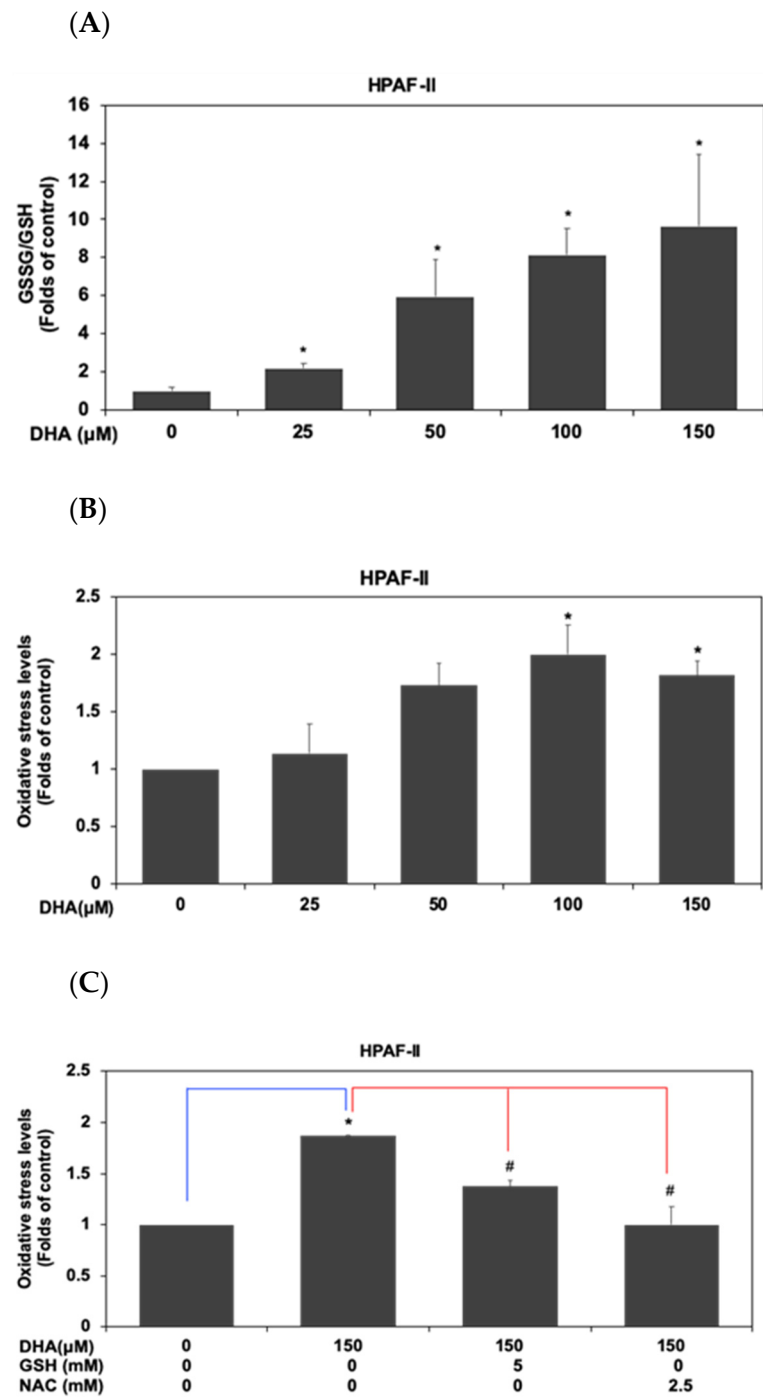 (A)
HPAF-II
GSSG/GSH
(Folds of control)
16
14
12
10
8
6
4
2
0
* * * *
DHA (µM) 0 25 50 100 150
(B)
HPAF-II
Oxidative stress levels
(Folds of control)
2.5
2
1.5
1
0.5
0
* *
DHA(µM) 0 25 50 100 150
(C)
HPAF-II
Oxidative stress levels
(Folds of control)
2.5
2
1.5
1
0.5
0
* # #
DHA(µM) 0 150 150 150
GSH (mM) 0 0 5 0
NAC (mM) 0 0 0 2.5